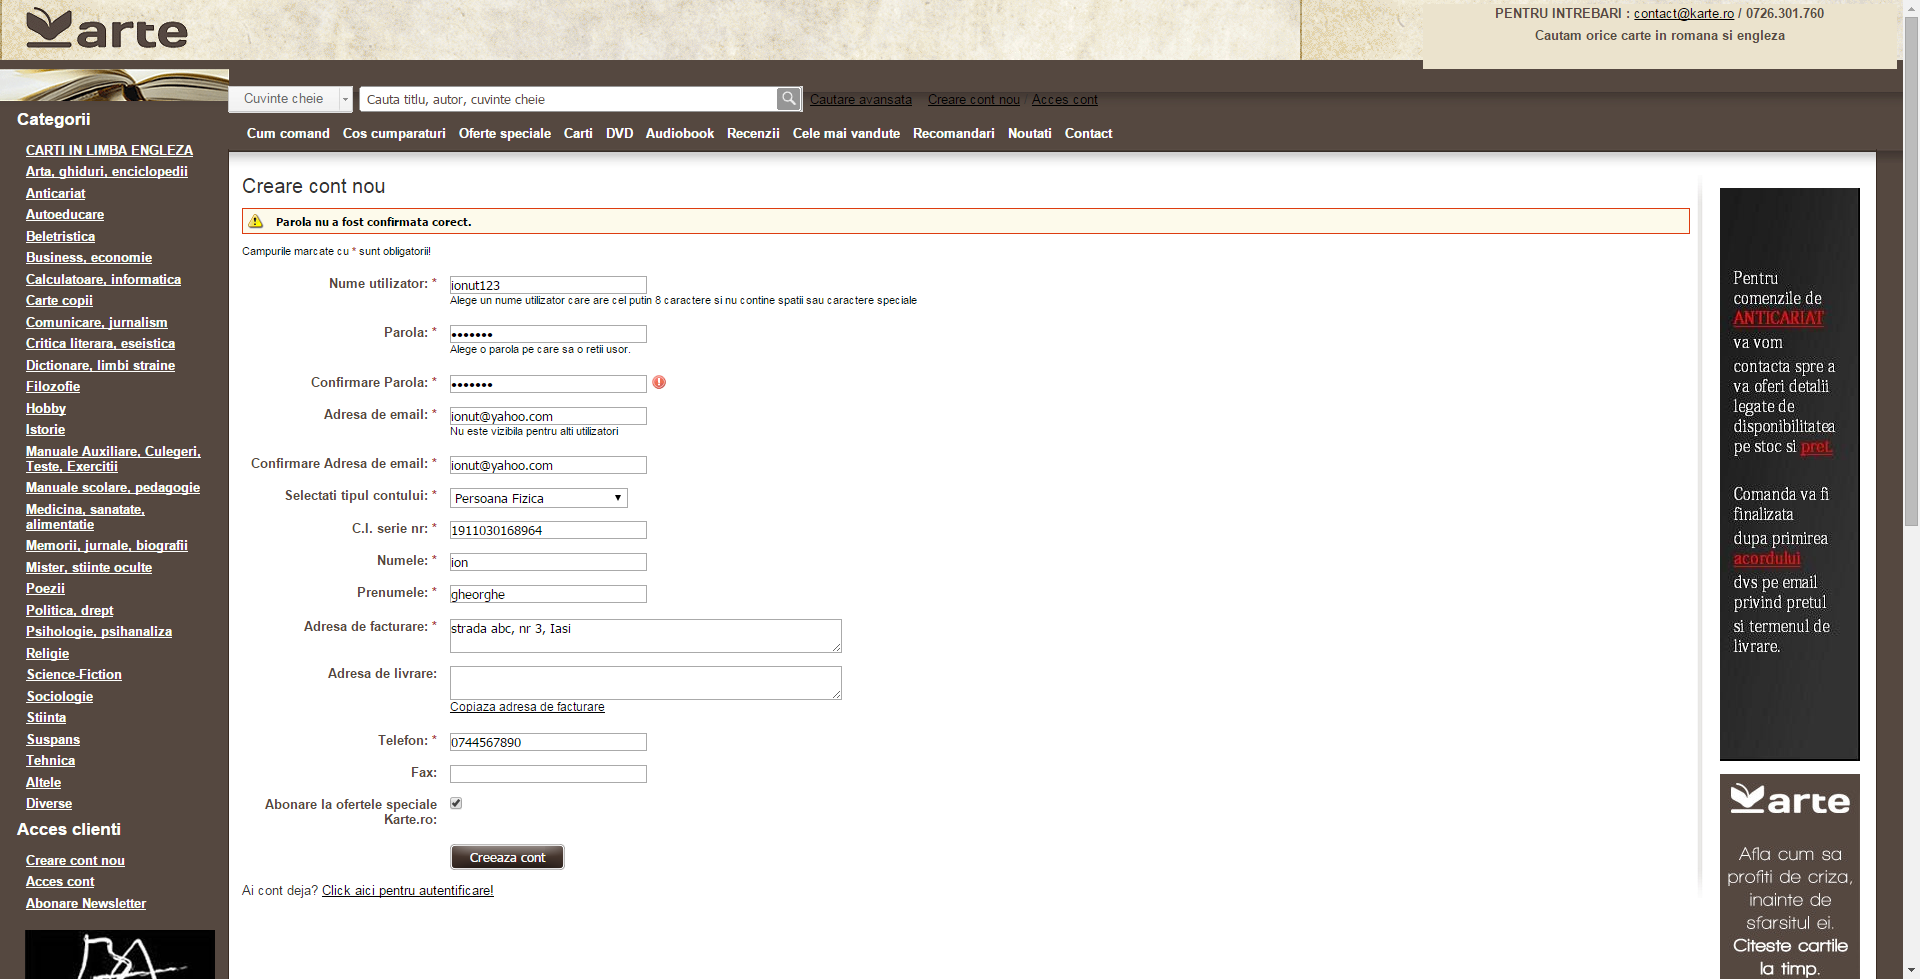 Karte
PENTRU INTREBARI : contact@karte.ro / 0726.301.760
Cautam orice carte in romana si engleza
Cuvinte cheie
Cauta titlu, autor, cuvinte cheie
Cautare avansata Creare cont nou / Acces cont
Cum comand Cos cumparaturi Oferte speciale Carti DVD Audiobook Recenzii Cele mai vandute Recomandari Noutati Contact
Categorii
CARTI IN LIMBA ENGLEZA
Arta, ghiduri, enciclopedii
Anticariat
Autoeducare
Beletristica
Business, economie
Calculatoare, informatica
Carte copii
Comunicare, jurnalism
Critica literara, eseistica
Dictionare, limbi straine
Filozofie
Hobby
Istorie
Manuale Auxiliare, Culegeri,
Teste, Exercitii
Manuale scolare, pedagogie
Medicina, sanatate,
alimentatie
Memorii, jurnale, biografii
Mister, stiinte oculte
Poezii
Politica, drept
Psihologie, psihanaliza
Religie
Science-Fiction
Sociologie
Stiinta
Suspans
Tehnica
Altele
Diverse
Acces clienti
Creare cont nou
Acces cont
Abonare Newsletter
Creare cont nou
Parola nu a fost confirmata corect.
Campurile marcate cu * sunt obligatorii!
Nume utilizator: * ionut123
Alege un nume utilizator care are cel putin 8 caractere si nu contine spatii sau caractere speciale
Parola: * •••••••
Alege o parola pe care sa o retii usor.
Confirmare Parola: * •••••••
Adresa de email: * ionut@yahoo.com
Nu este vizibila pentru alti utilizatori
Confirmare Adresa de email: * ionut@yahoo.com
Selectati tipul contului: * Persoana Fizica
C.I. serie nr: * 1911030168964
Numele: * ion
Prenumele: * gheorghe
Adresa de facturare: * strada abc, nr 3, Iasi
Adresa de livrare:
Copiaza adresa de facturare
Telefon: * 0744567890
Fax:
Abonare la ofertele speciale
Karte.ro:
Creeaza cont
Ai cont deja? Click aici pentru autentificare!
Pentru
comenzile de
ANTICARIAT
va vom
contacta spre a
va oferi detalii
legate de
disponibilitatea
pe stoc si pret.
Comanda va fi
finalizata
dupa primirea
acordului
dvs pe email
privind pretul
si termenul de
livrare.
Karte
Afla cum sa
profiti de criza,
inainte de
sfarsitul ei.
Citeste cartile
la timp.